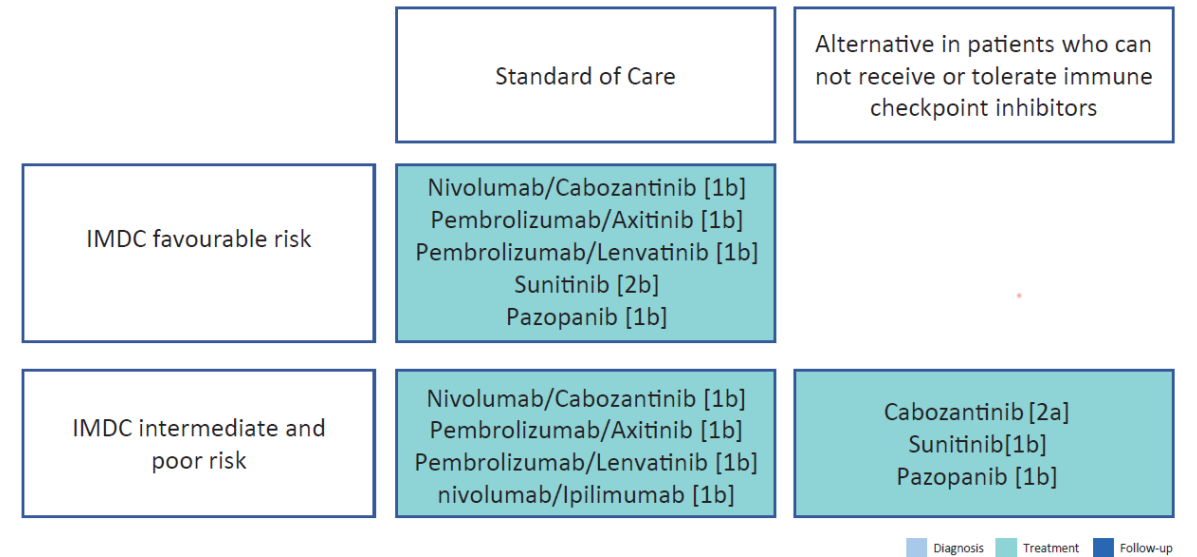 Standard of Care
Alternative in patients who can
not receive or tolerate immune
checkpoint inhibitors
IMDC favourable risk
Nivolumab/Cabozantinib [1b]
Pembrolizumab/Axitinib [1b]
Pembrolizumab/Lenvatinib [1b]
Sunitinib [2b]
Pazopanib [1b]
IMDC intermediate and
poor risk
Nivolumab/Cabozantinib [1b]
Pembrolizumab/Axitinib [1b]
Pembrolizumab/Lenvatinib [1b]
nivolumab/Ipilimumab [1b]
Cabozantinib [2a]
Sunitinib[1b]
Pazopanib [1b]
Diagnosis
Treatment
Follow-up